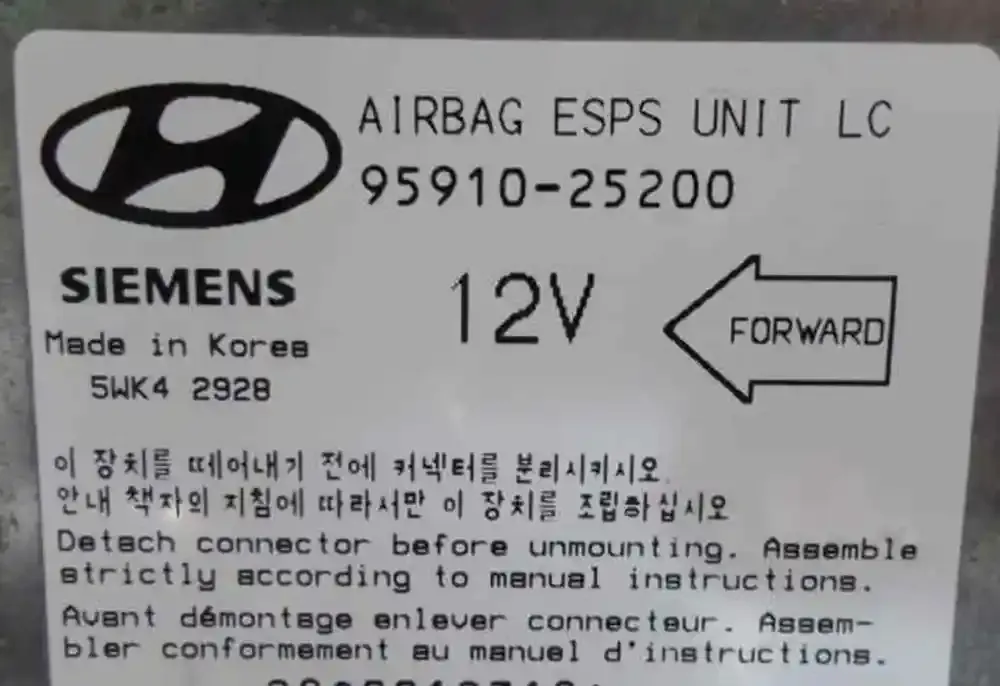 AIRBAG ESPS UNIT LC
95910-25200
SIEMENS
12V
FORWARD
Made in Korea
5WK4 2928
이 장치를 떼어내기 전에 커넥터를 분리시키시오.
안내 책자의 지침에 따라서만 이 장치를 조립하십시오
Detach connector before unmounting. Assemble
strictly according to manual instructions.
Avant démontage enlever connecteur. Assem-
bler conformement au manuel d'instructions.